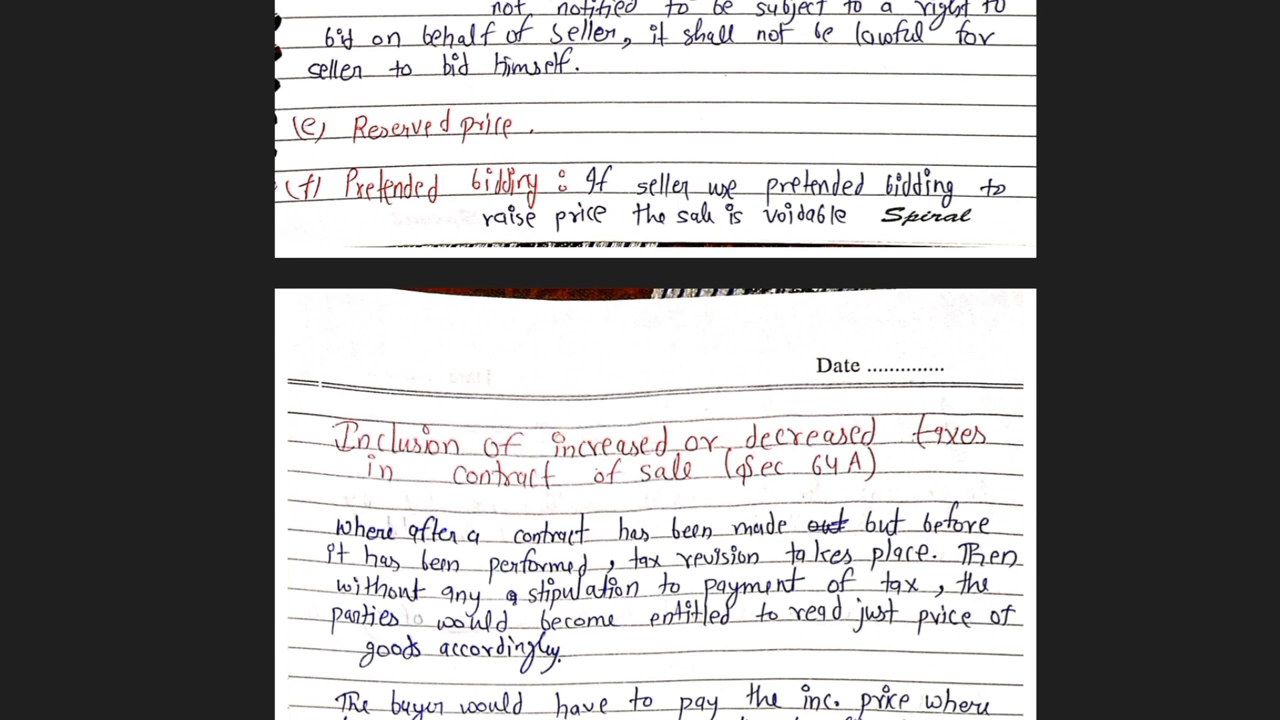 not notified to be subject to a right to
bid on behalf of seller, it shall not be lawful for
seller to bid himself.
(e) Reserved price.
(f) Pretended bidding : If seller use pretended bidding to
raise price the sale is voidable Spiral
Date ..............
Inclusion of increased or decreased taxes
in contract of sale (Sec 64A)
Where after a contract has been made out but before
it has been performed, tax revision takes place. Then
without any a stipulation to payment of tax, the
parties would become entitled to readjust price of
goods accordingly.
The buyer would have to pay the inc. price where